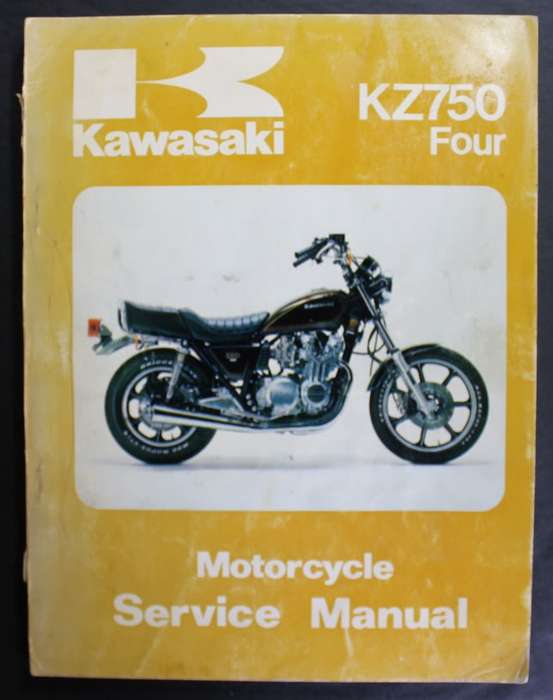 Kawasaki
KZ750
Four
Motorcycle
Service Manual